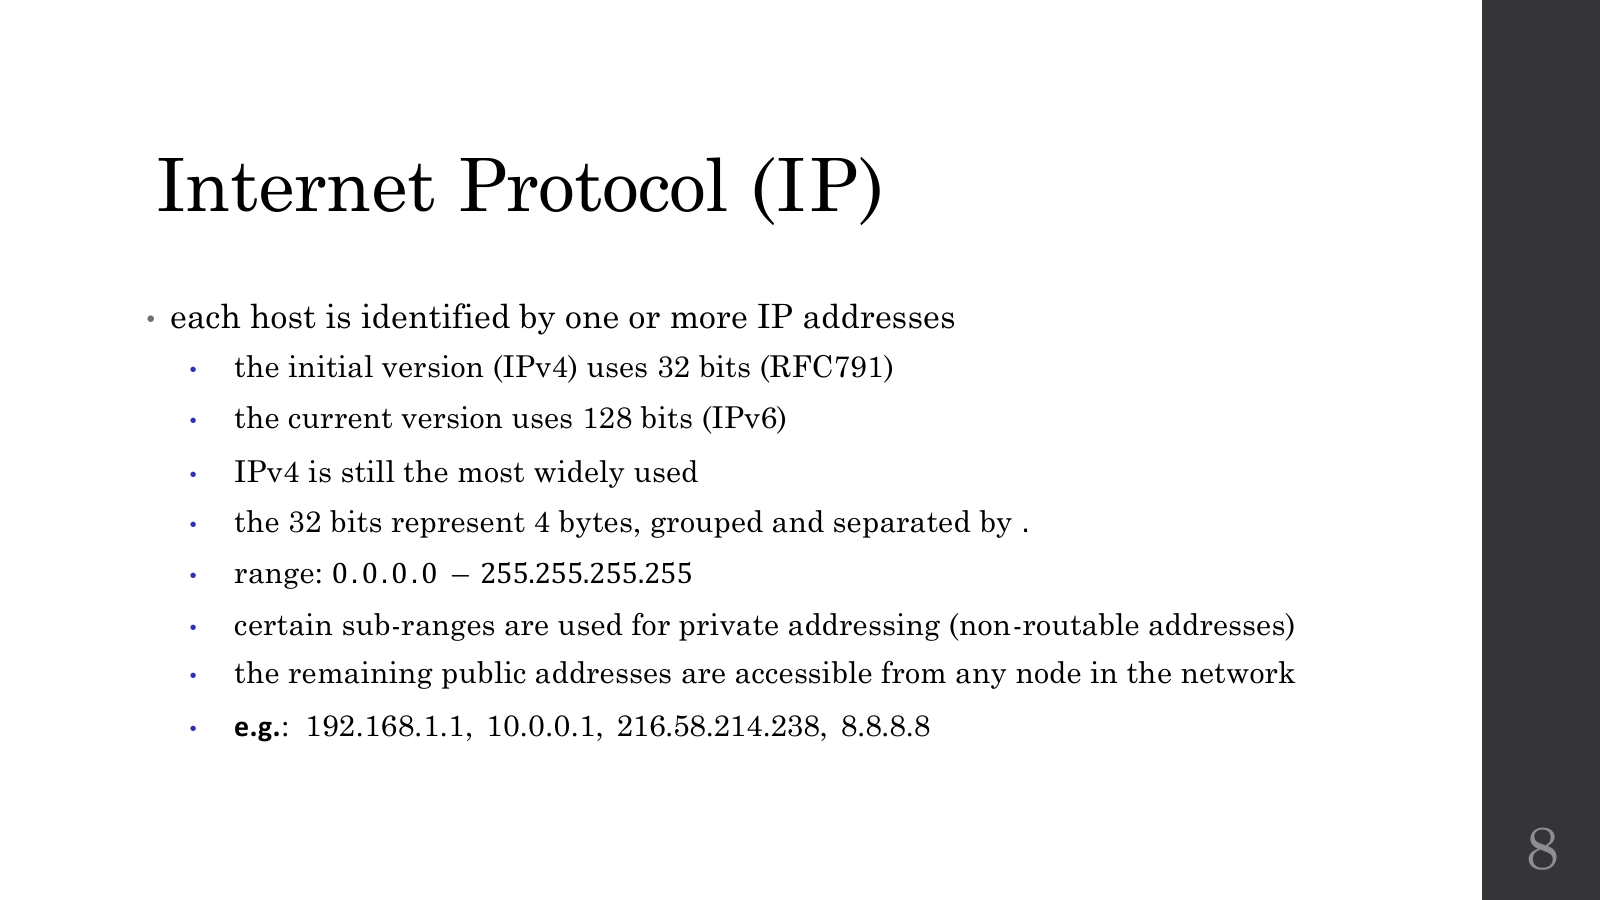 Internet Protocol (IP)
• each host is identified by one or more IP addresses
• the initial version (IPv4) uses 32 bits (RFC791)
• the current version uses 128 bits (IPv6)
• IPv4 is still the most widely used
• the 32 bits represent 4 bytes, grouped and separated by .
• range: 0.0.0.0 – 255.255.255.255
• certain sub-ranges are used for private addressing (non-routable addresses)
• the remaining public addresses are accessible from any node in the network
• e.g.: 192.168.1.1, 10.0.0.1, 216.58.214.238, 8.8.8.8
8